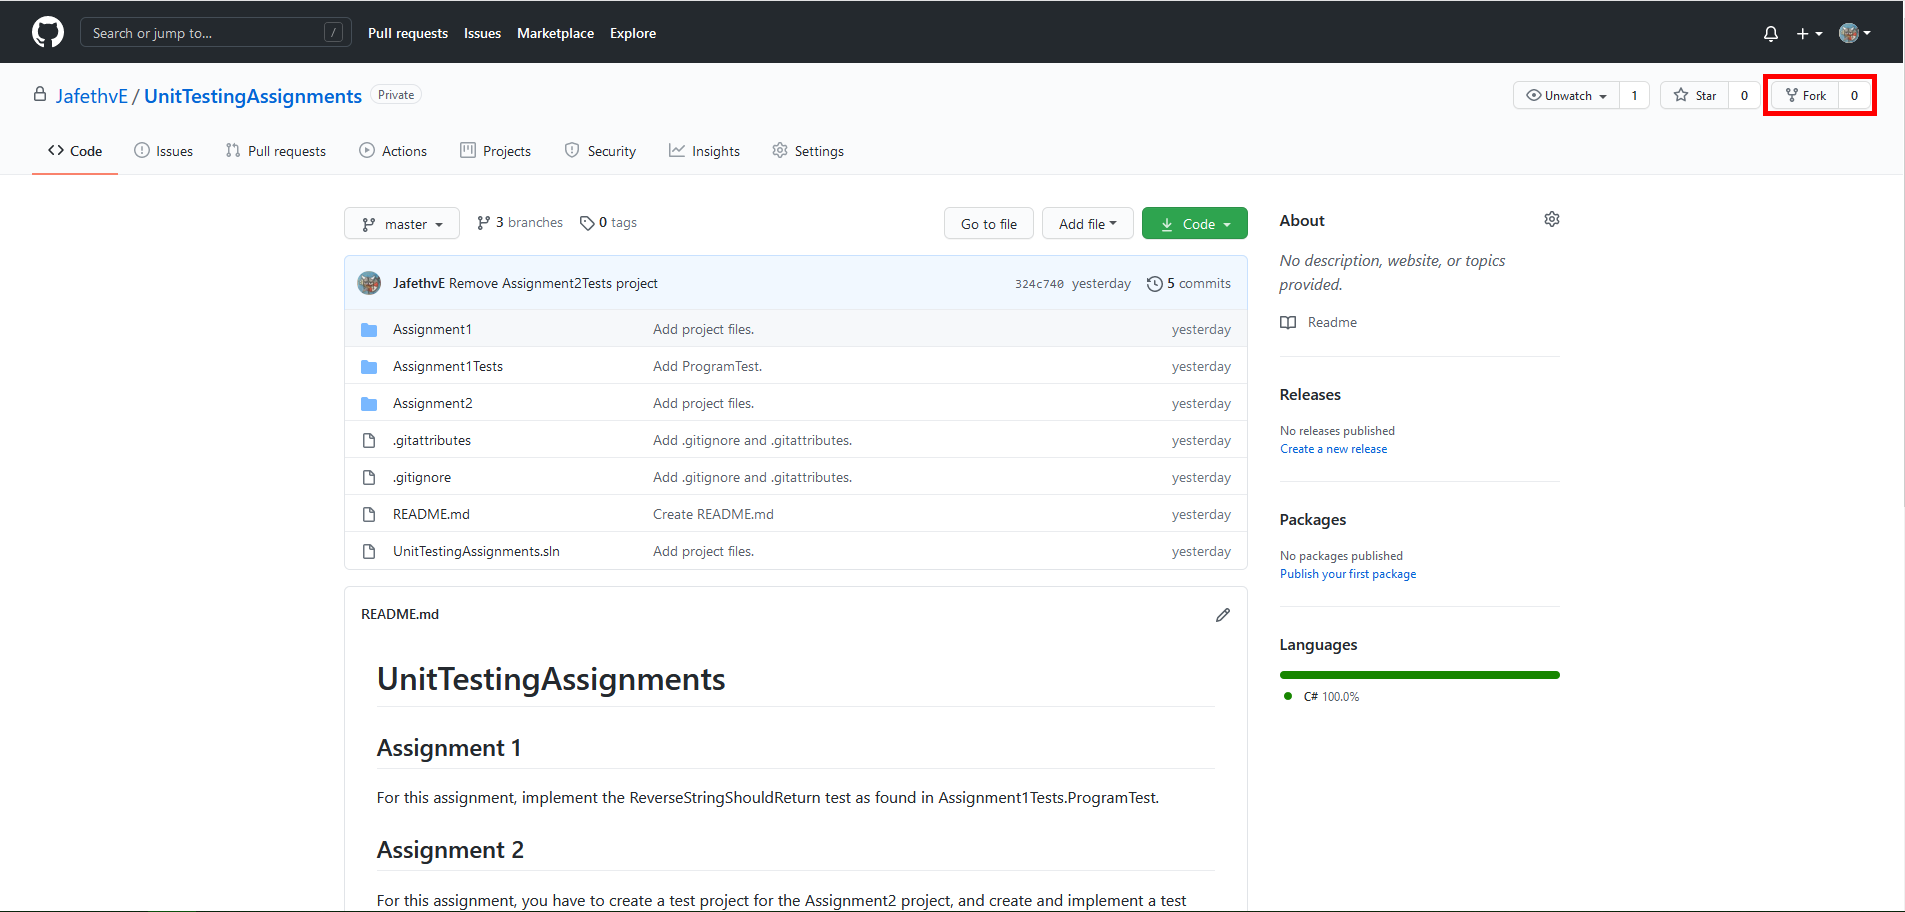 Search or jump to... /
Pull requests Issues Marketplace Explore
JafethvE / UnitTestingAssignments Private
Unwatch 1 Star 0 Fork 0
Code Issues Pull requests Actions Projects Security Insights Settings
master 3 branches 0 tags Go to file Add file Code
JafethvE Remove Assignment2Tests project 324c740 yesterday 5 commits
Assignment1 Add project files. yesterday
Assignment1Tests Add ProgramTest. yesterday
Assignment2 Add project files. yesterday
.gitattributes Add .gitignore and .gitattributes. yesterday
.gitignore Add .gitignore and .gitattributes. yesterday
README.md Create README.md yesterday
UnitTestingAssignments.sln Add project files. yesterday
README.md
UnitTestingAssignments
Assignment 1
For this assignment, implement the ReverseStringShouldReturn test as found in Assignment1Tests.ProgramTest.
Assignment 2
For this assignment, you have to create a test project for the Assignment2 project, and create and implement a test
About
No description, website, or topics
provided.
Readme
Releases
No releases published
Create a new release
Packages
No packages published
Publish your first package
Languages
C# 100.0%